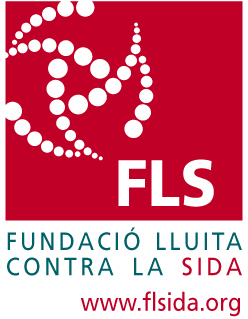 FLS
FUNDACIÓ LLUITA
CONTRA LA SIDA
www.flsida.org